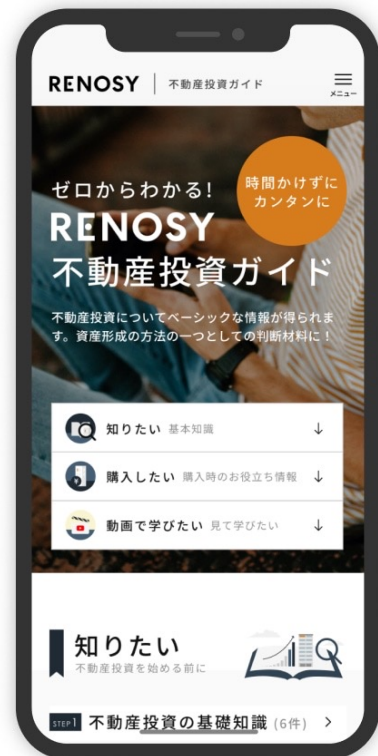 RENOSY 不動産投資ガイド
メニュー
時間かけずに
カンタンに
ゼロからわかる!
RENOSY
不動産投資ガイド
不動産投資についてベーシックな情報が得られま
す。資産形成の方法の一つとしての判断材料に！
知りたい 基本知識
購入したい 購入時のお役立ち情報
動画で学びたい 見て学びたい
知りたい
不動産投資を始める前に
STEP1 不動産投資の基礎知識 (6件)